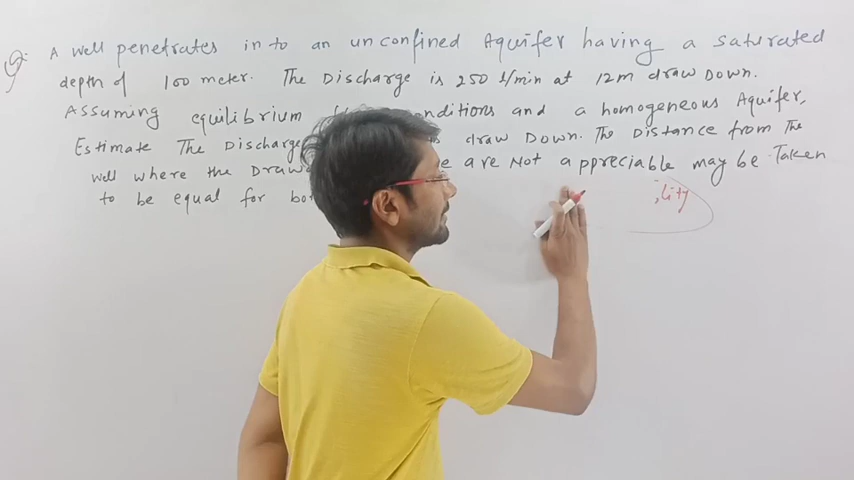 Q: A well penetrates in to an unconfined Aquifer having a saturated
depth of 100 meter. The Discharge is 250 l/min at 12m draw Down.
Assuming equilibrium conditions and a homogeneous Aquifer,
Estimate The Discharge draw Down. The Distance from The
well where the Draw are Not appreciable may be Taken
to be equal for